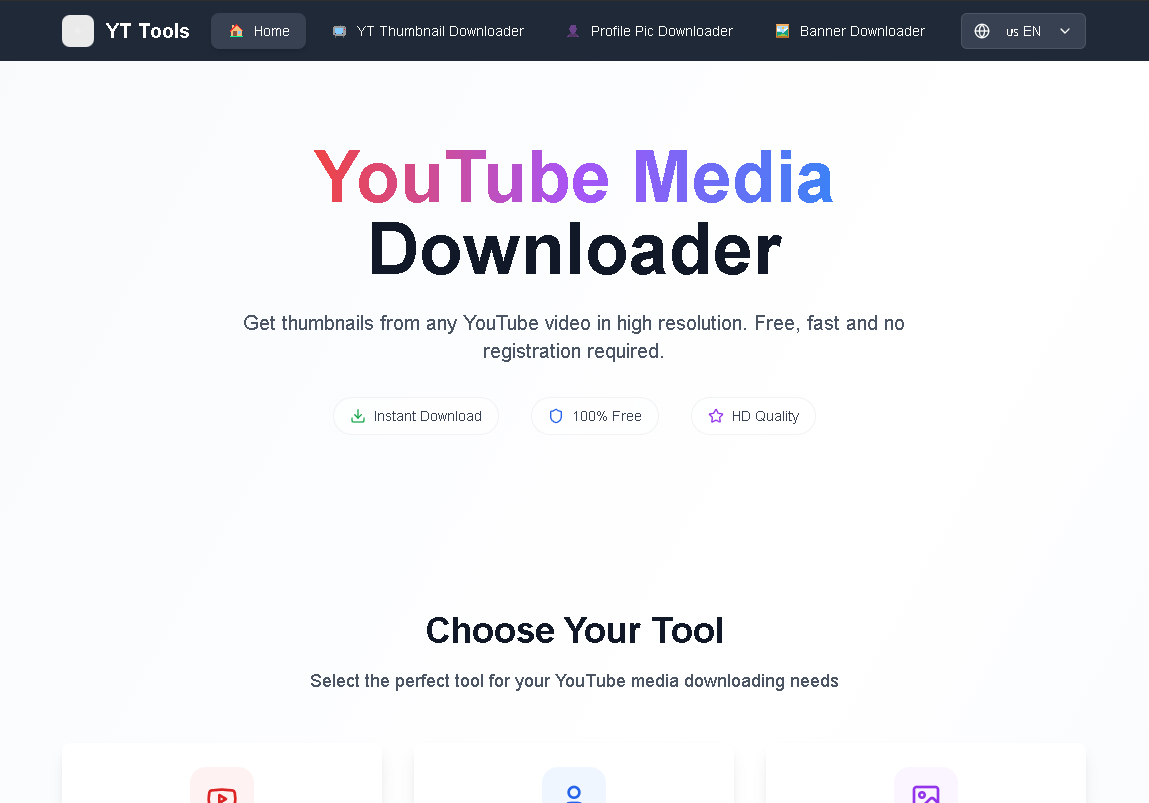 YT Tools
Home
YT Thumbnail Downloader
Profile Pic Downloader
Banner Downloader
us EN
YouTube Media
Downloader
Get thumbnails from any YouTube video in high resolution. Free, fast and no
registration required.
Instant Download
100% Free
HD Quality
Choose Your Tool
Select the perfect tool for your YouTube media downloading needs